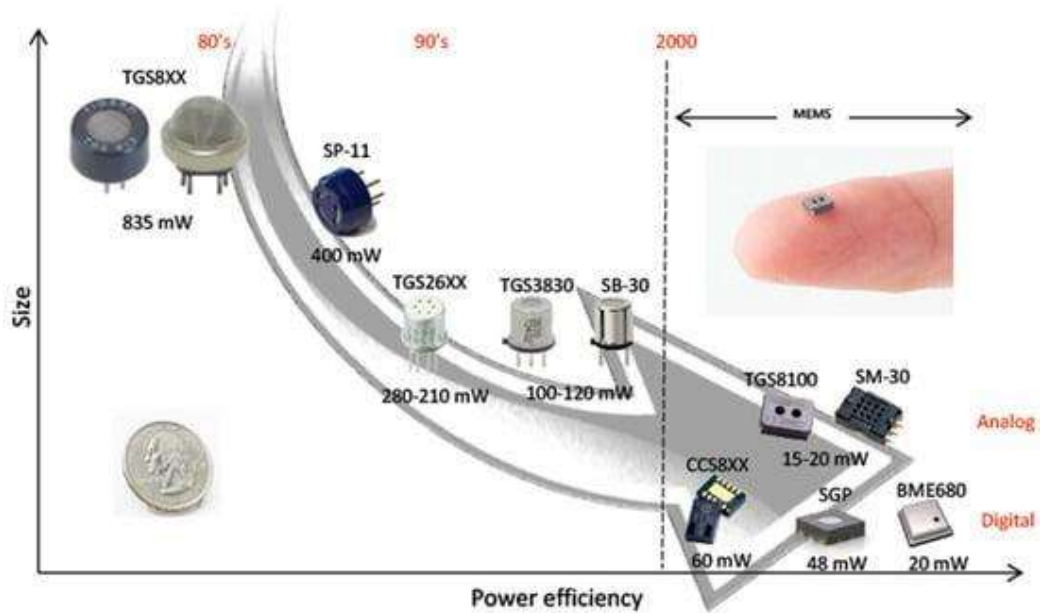 80's
90's
2000
TGS8XX
MEMS
SP-11
835 mW
400 mW
TGS26XX
TGS3830
SB-30
Size
280-210 mW
100-120 mW
TGS8100
SM-30
Analog
15-20 mW
CCS8XX
SGP
BME680
Digital
60 mW
48 mW
20 mW
Power efficiency